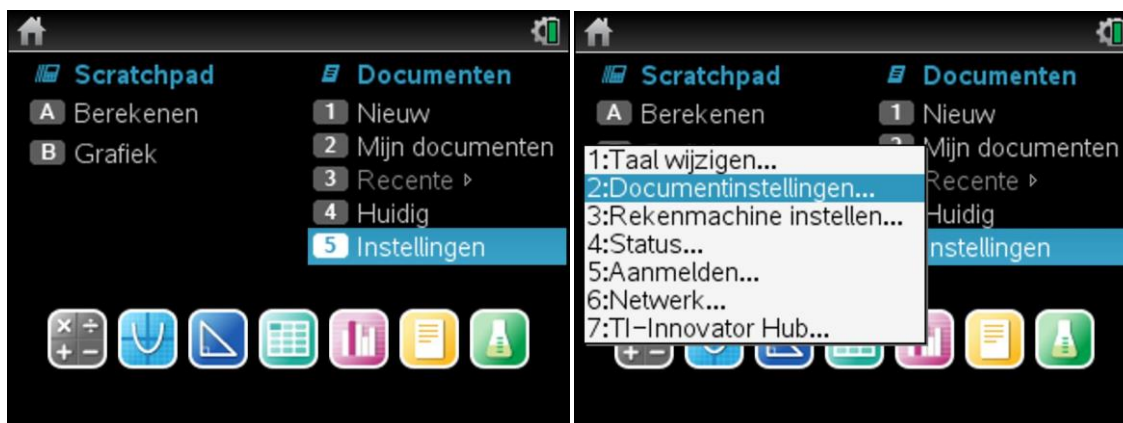 Scratchpad
A Berekenen
B Grafiek
Documenten
1 Nieuw
2 Mijn documenten
3 Recente ▹
4 Huidig
5 Instellingen
Scratchpad
A Berekenen
Documenten
1 Nieuw
Mijn documenten
Recente ▹
Huidig
nstellingen
1:Taal wijzigen...
2:Documentinstellingen...
3:Rekenmachine instellen...
4:Status...
5:Aanmelden...
6:Netwerk...
7:TI-Innovator Hub...